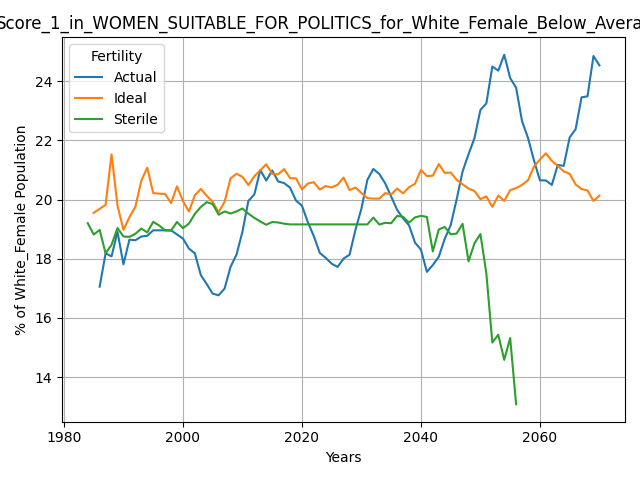 Score_1_in_WOMEN_SUITABLE_FOR_POLITICS_for_White_Female_Below_Avera
Fertility
Actual
Ideal
Sterile
% of White_Female Population
24
22
20
18
16
14
1980 2000 2020 2040 2060
Years